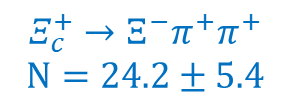 Ξc⁺ → Ξ⁻π⁺π⁺
N = 24.2 ± 5.4